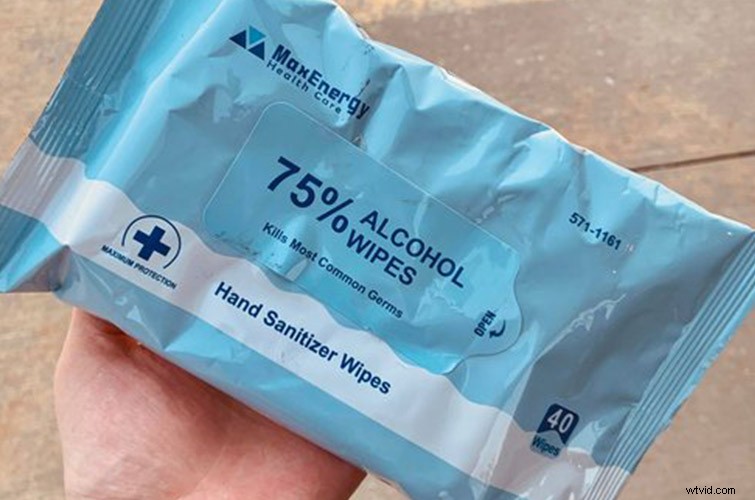 MaxEnergy
Health Care
571-1161
75% ALCOHOL
WIPES
Kills Most Common Germs
OPEN
MAXIMUM PROTECTION
Hand Sanitizer Wipes
40
Wipes
wtvid.com